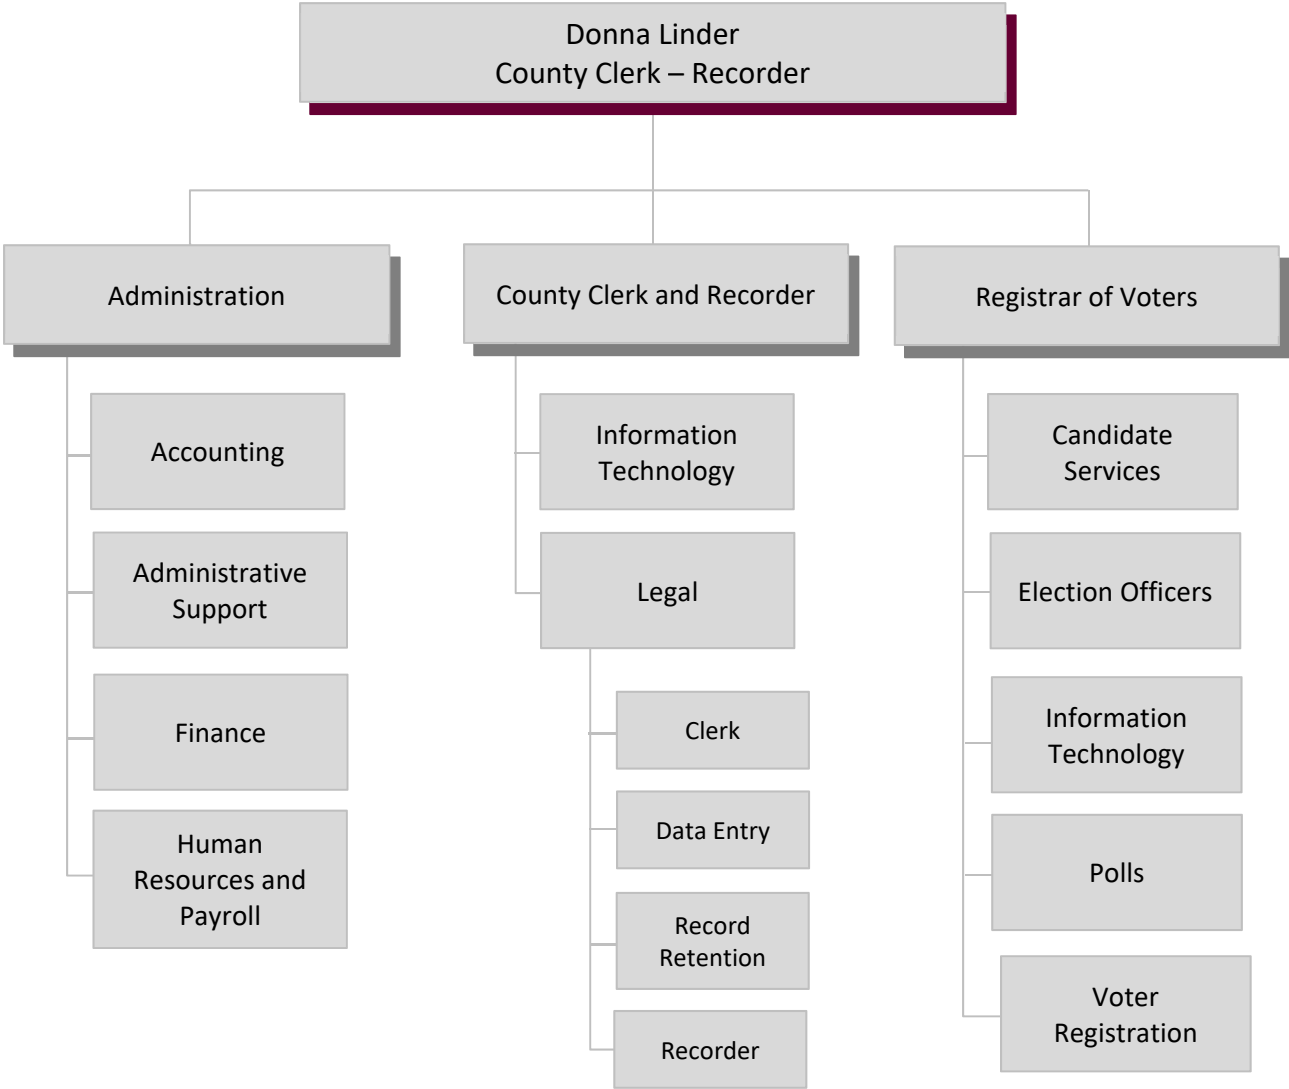 Donna Linder
County Clerk – Recorder
Administration
County Clerk and Recorder
Registrar of Voters
Accounting
Administrative
Support
Finance
Human
Resources and
Payroll
Information
Technology
Legal
Clerk
Data Entry
Record
Retention
Recorder
Candidate
Services
Election Officers
Information
Technology
Polls
Voter
Registration